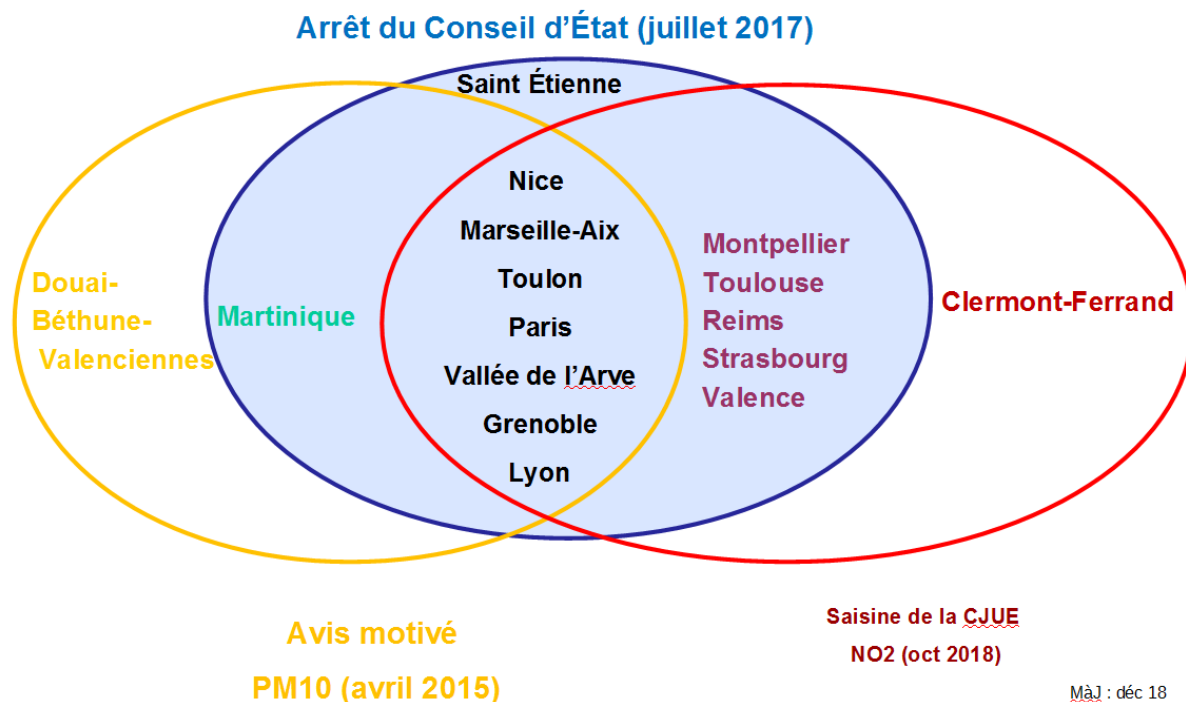 Arrêt du Conseil d’État (juillet 2017)
Saint Étienne
Nice
Marseille-Aix
Toulon
Paris
Vallée de l’Arve
Grenoble
Lyon
Douai-
Béthune-
Valenciennes
Martinique
Montpellier
Toulouse
Reims
Strasbourg
Valence
Clermont-Ferrand
Avis motivé
PM10 (avril 2015)
Saisine de la CJUE
NO2 (oct 2018)
MàJ : déc 18